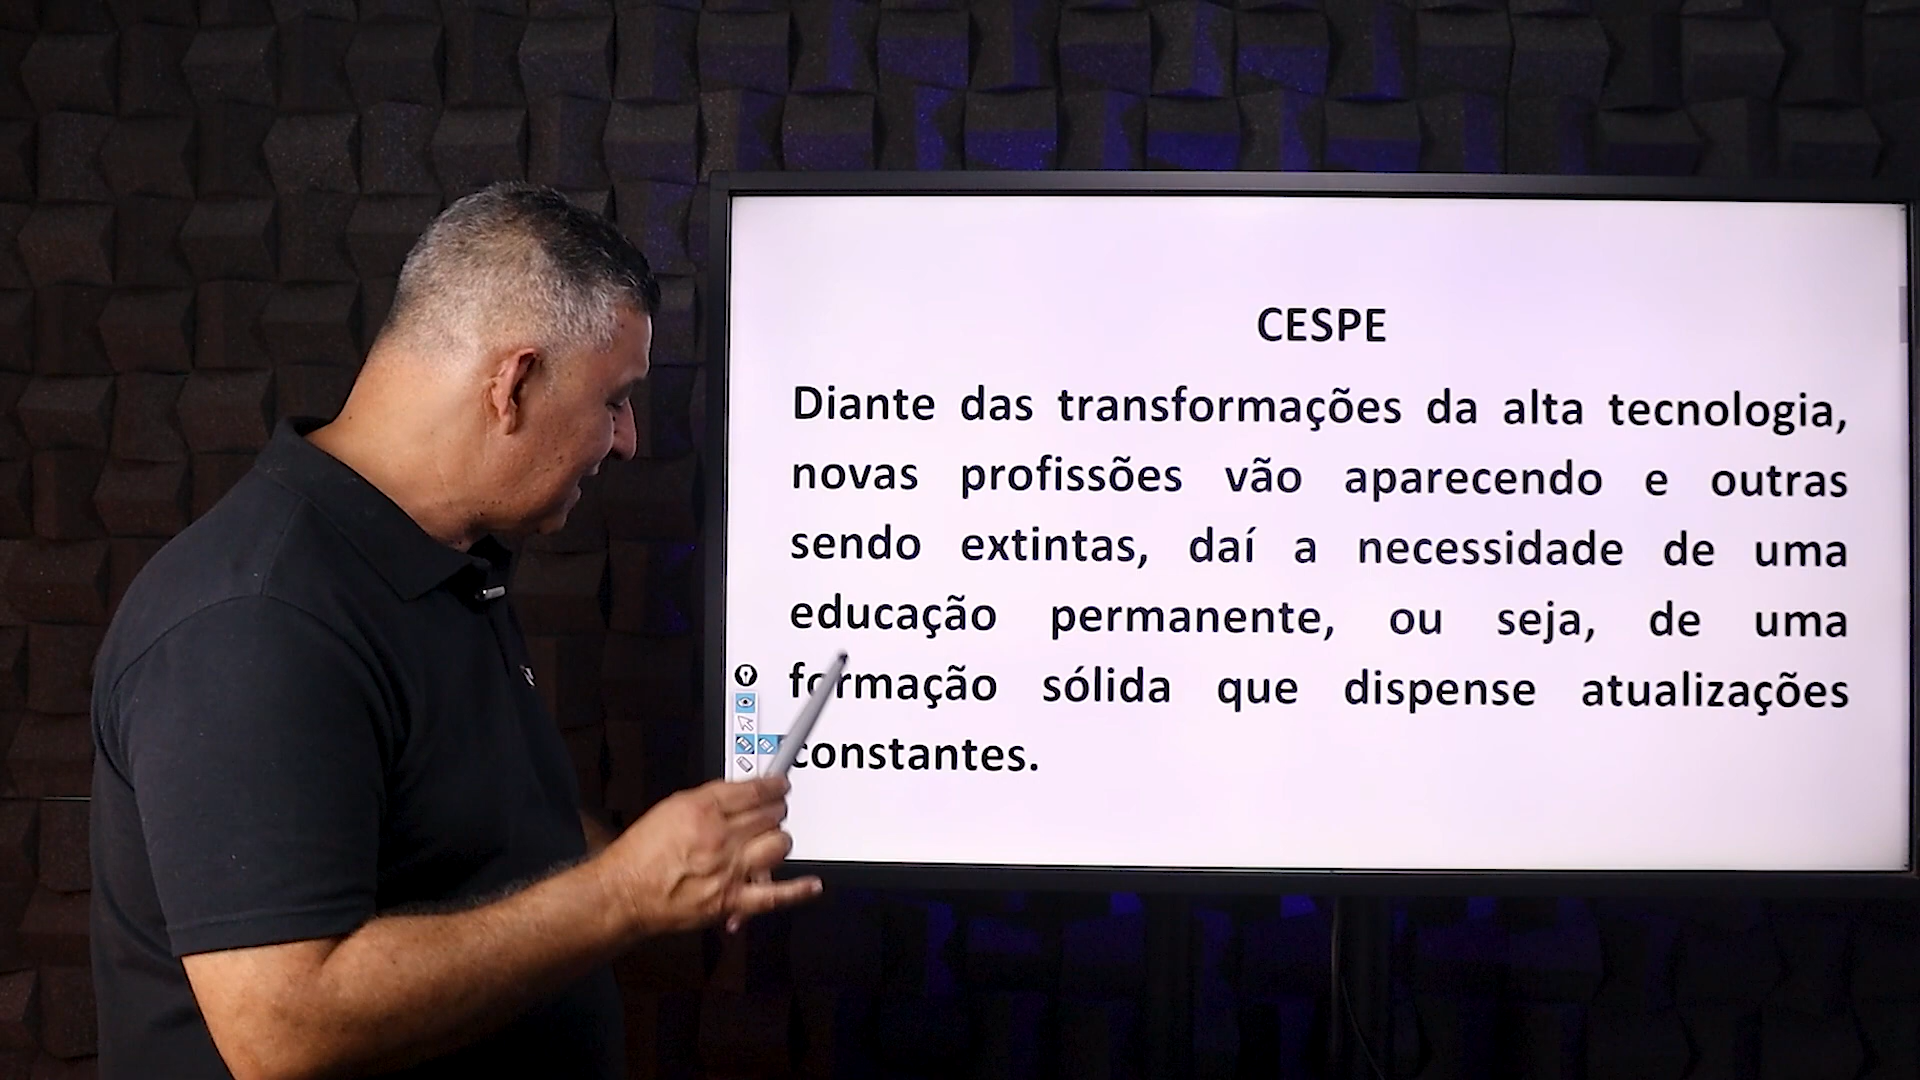 CESPE
Diante das transformações da alta tecnologia,
novas profissões vão aparecendo e outras
sendo extintas, daí a necessidade de uma
educação permanente, ou seja, de uma
formação sólida que dispense atualizações
constantes.